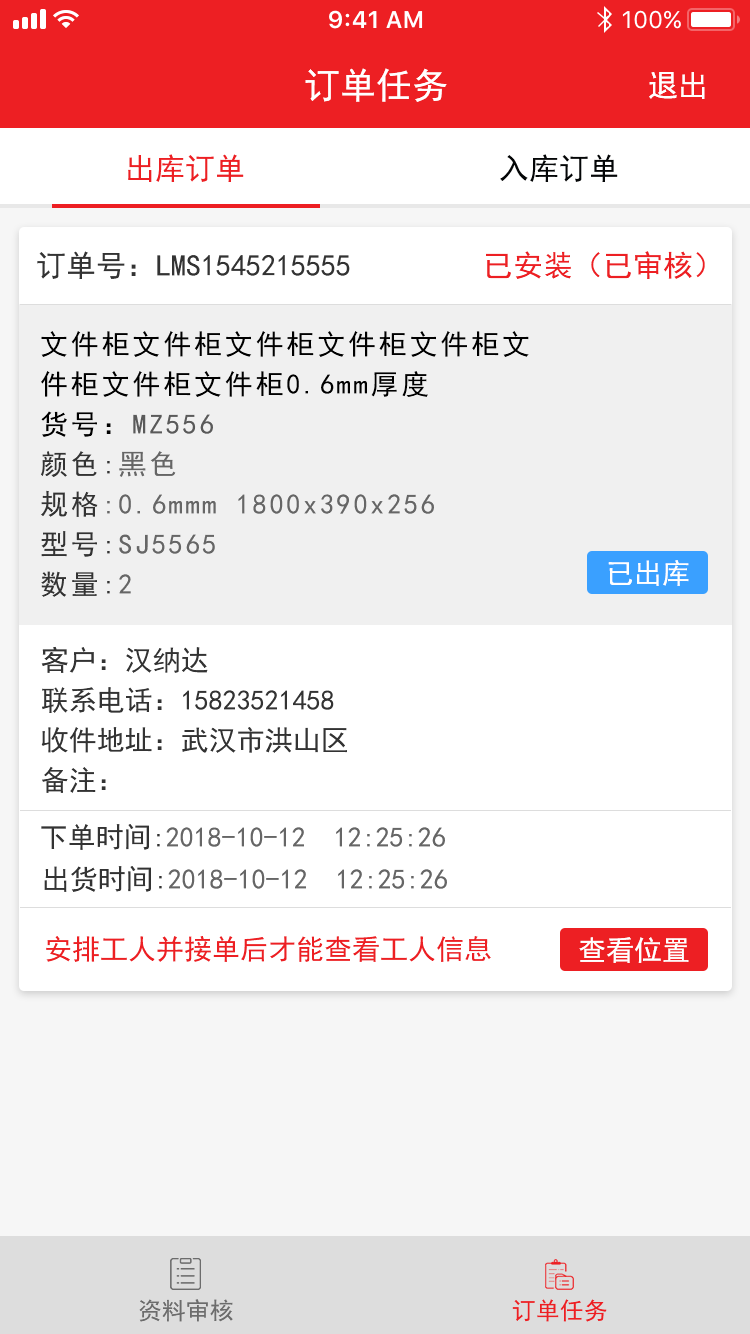 9:41 AM 100%
订单任务 退出
出库订单 入库订单
订单号：LMS1545215555 已安装（已审核）
文件柜文件柜文件柜文件柜文件柜文
件柜文件柜文件柜0.6mm厚度
货号：MZ556
颜色:黑色
规格:0.6mmm 1800x390x256
型号:SJ5565
数量:2 已出库
客户：汉纳达
联系电话：15823521458
收件地址：武汉市洪山区
备注：
下单时间:2018-10-12 12:25:26
出货时间:2018-10-12 12:25:26
安排工人并接单后才能查看工人信息 查看位置
资料审核 订单任务